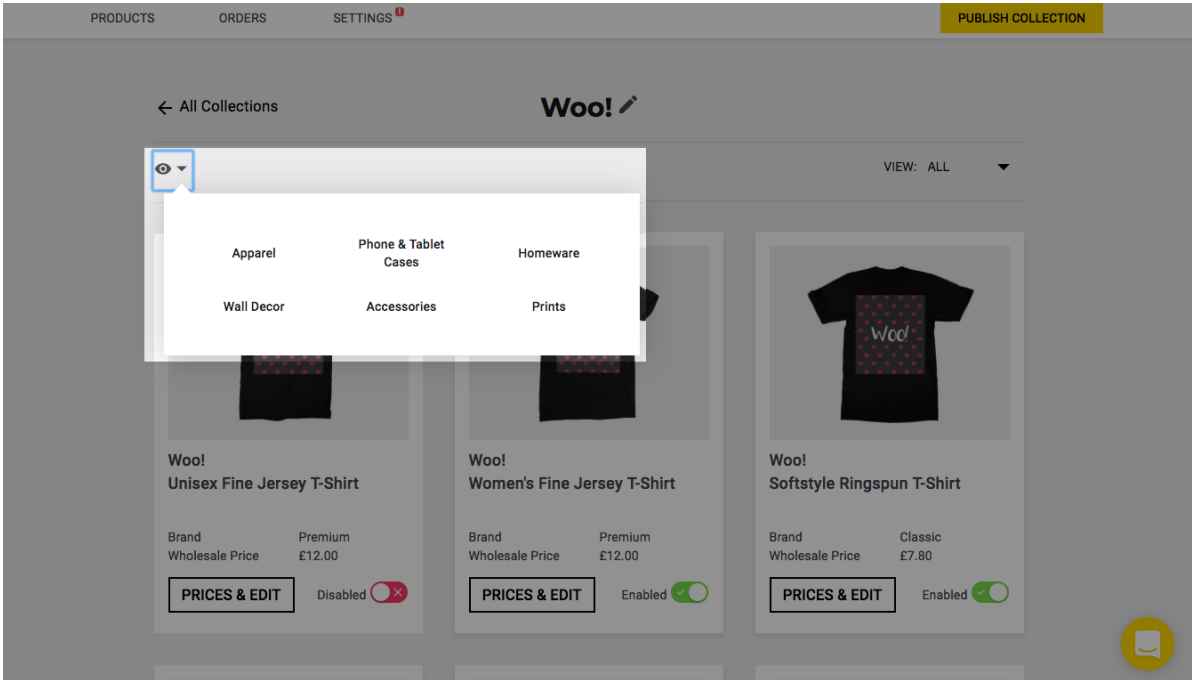 PRODUCTS ORDERS SETTINGS !
PUBLISH COLLECTION
All Collections
Woo!
VIEW: ALL
Apparel
Phone & Tablet
Cases
Homeware
Wall Decor
Accessories
Prints
Woo!
Woo!
Unisex Fine Jersey T-Shirt
Brand Premium
Wholesale Price £12.00
PRICES & EDIT Disabled
Woo!
Women's Fine Jersey T-Shirt
Brand Premium
Wholesale Price £12.00
PRICES & EDIT Enabled
Woo!
Softstyle Ringspun T-Shirt
Brand Classic
Wholesale Price £7.80
PRICES & EDIT Enabled